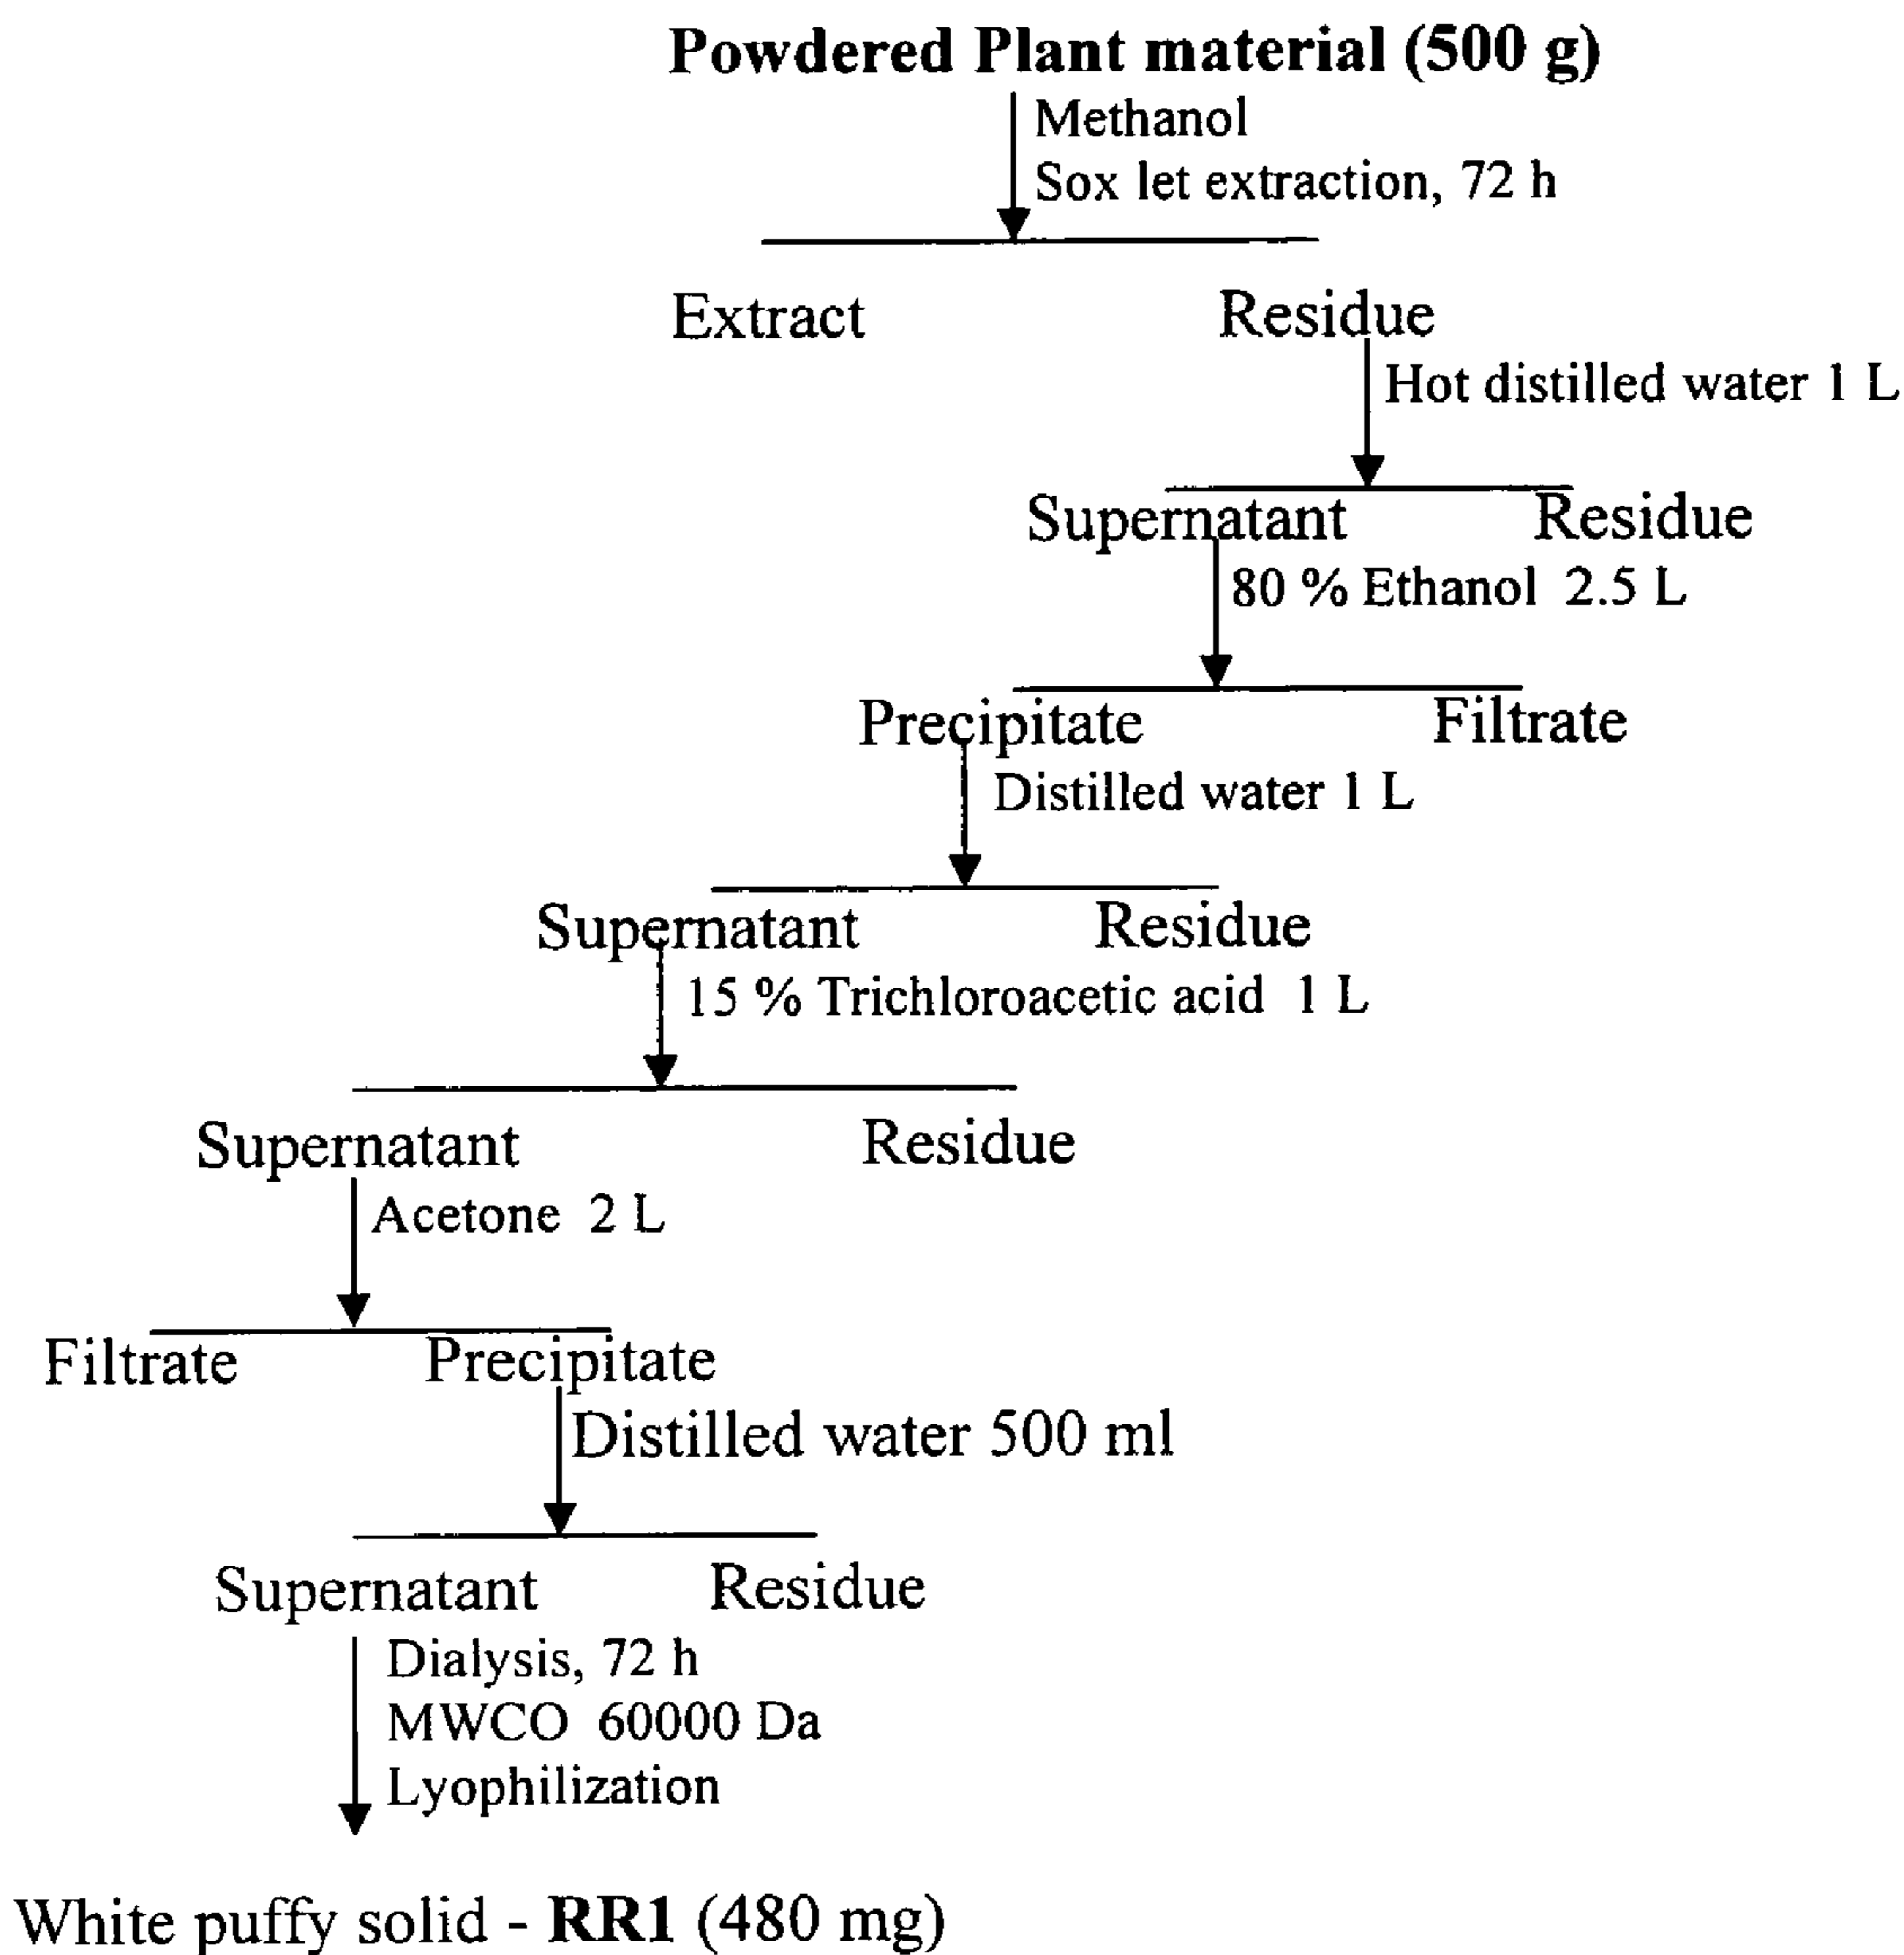 Powdered Plant material (500 g)
Methanol
Sox let extraction, 72 h
Extract Residue
Hot distilled water 1 L
Supernatant Residue
80 % Ethanol 2.5 L
Precipitate Filtrate
Distilled water 1 L
Supernatant Residue
15 % Trichloroacetic acid 1 L
Supernatant Residue
Acetone 2 L
Filtrate Precipitate
Distilled water 500 ml
Supernatant Residue
Dialysis, 72 h
MWCO 60000 Da
Lyophilization
White puffy solid - RR1 (480 mg)